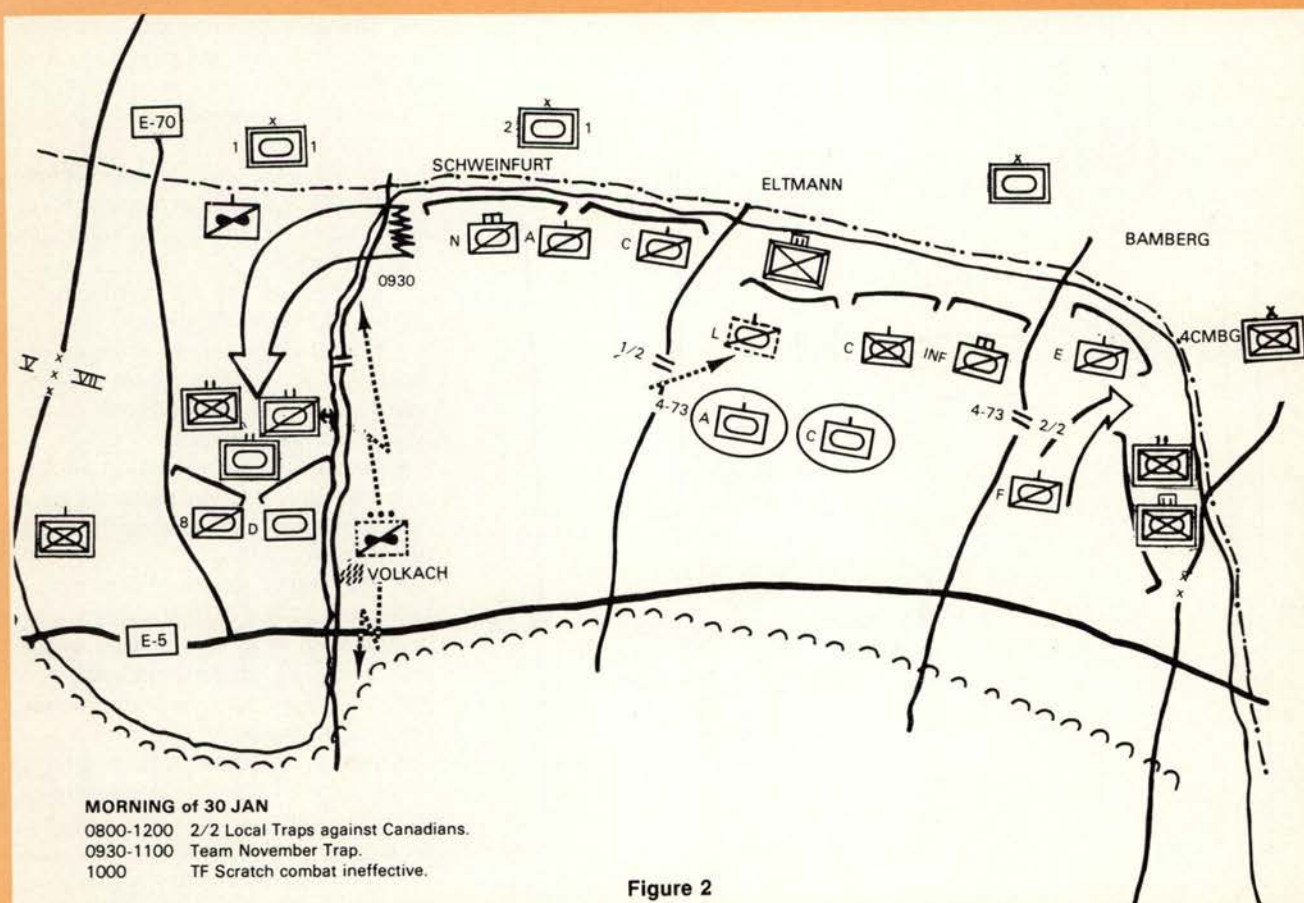 E-70
1
1
2
1
SCHWEINFURT
ELTMANN
BAMBERG
4CMBG
N
A
C
0930
L
C
INF
E
V
VII
1/2
4-73
A
C
4-73
2/2
F
8
D
VOLKACH
E-5
MORNING of 30 JAN
0800-1200 2/2 Local Traps against Canadians.
0930-1100 Team November Trap.
1000 TF Scratch combat ineffective.
Figure 2